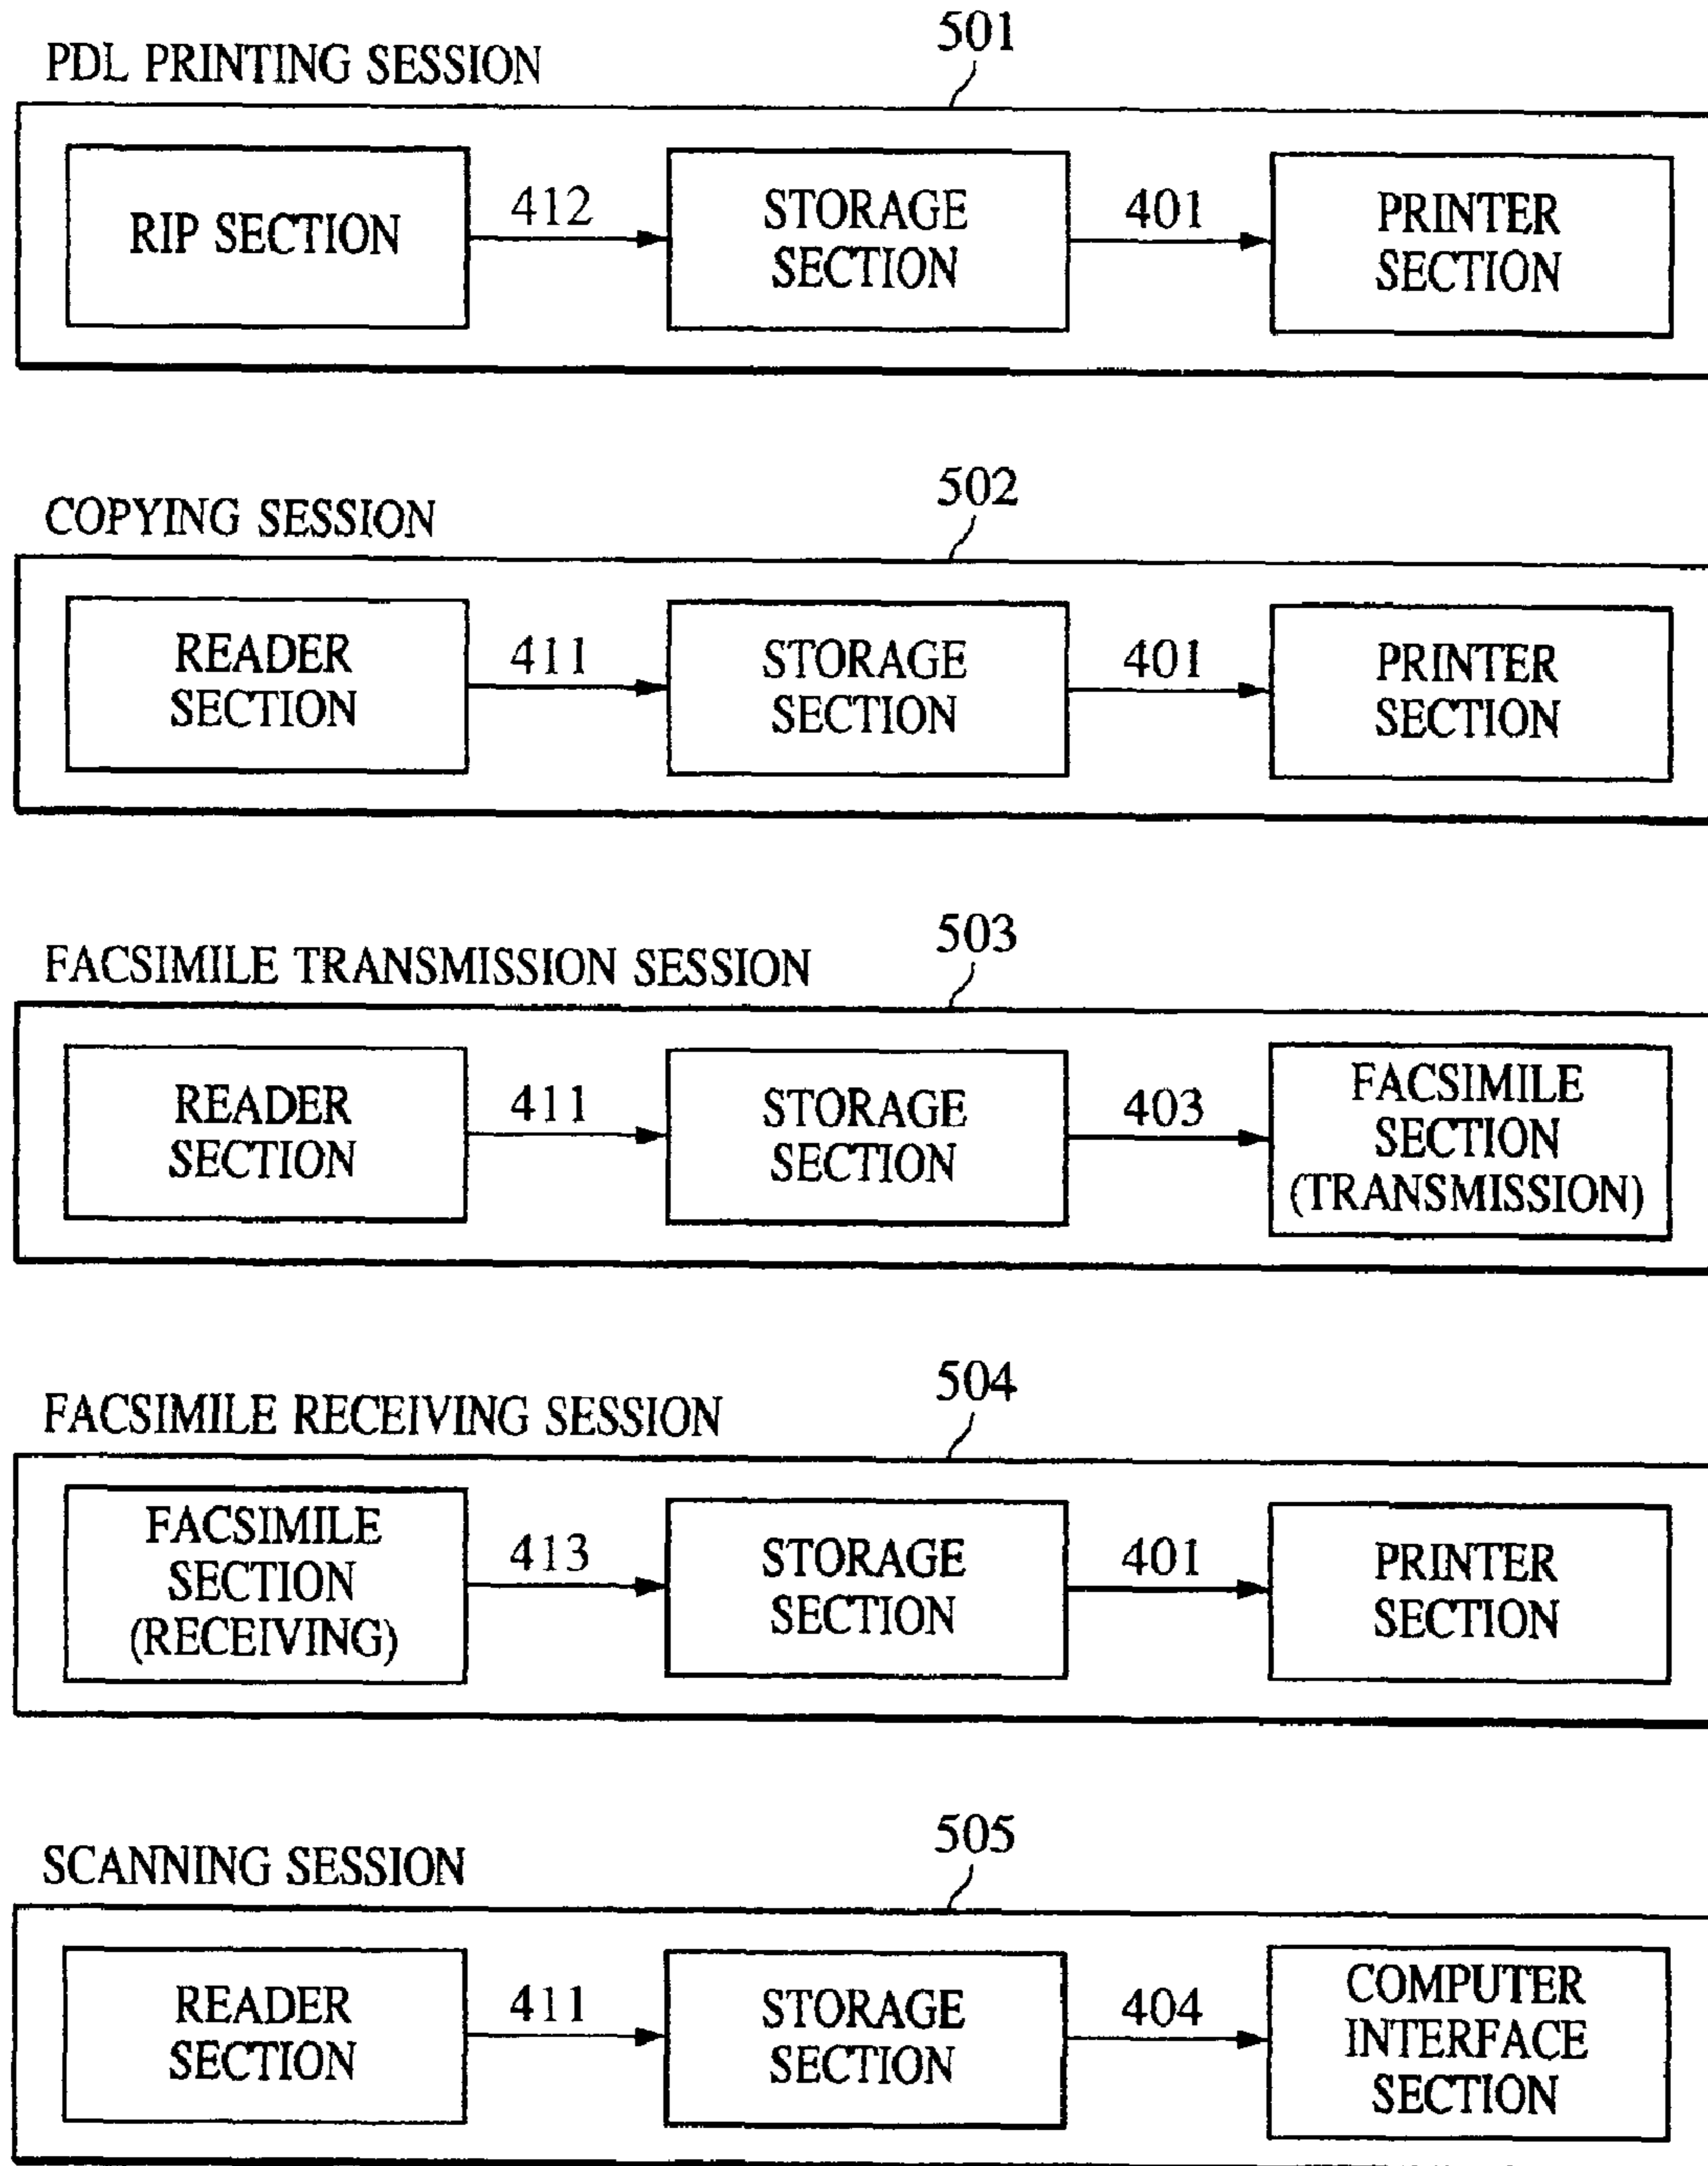 501
PDL PRINTING SESSION
RIP SECTION
412
STORAGE
SECTION
401
PRINTER
SECTION
502
COPYING SESSION
READER
SECTION
411
STORAGE
SECTION
401
PRINTER
SECTION
503
FACSIMILE TRANSMISSION SESSION
READER
SECTION
411
STORAGE
SECTION
403
FACSIMILE
SECTION
(TRANSMISSION)
504
FACSIMILE RECEIVING SESSION
FACSIMILE
SECTION
(RECEIVING)
413
STORAGE
SECTION
401
PRINTER
SECTION
505
SCANNING SESSION
READER
SECTION
411
STORAGE
SECTION
404
COMPUTER
INTERFACE
SECTION